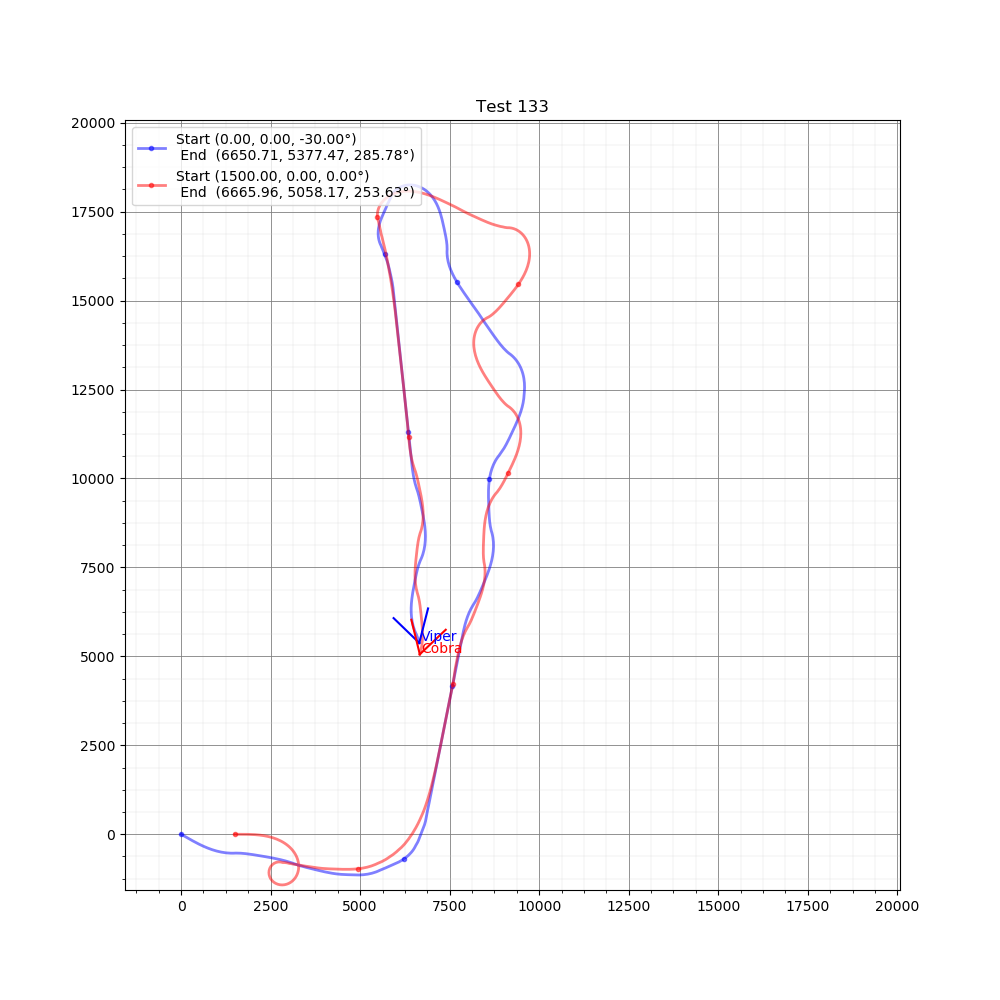 Test 133
Start (0.00, 0.00, -30.00°)
End (6650.71, 5377.47, 285.78°)
Start (1500.00, 0.00, 0.00°)
End (6665.96, 5058.17, 253.63°)
20000
17500
15000
12500
10000
7500
5000
2500
0
Viper
Cobra
0 2500 5000 7500 10000 12500 15000 17500 20000